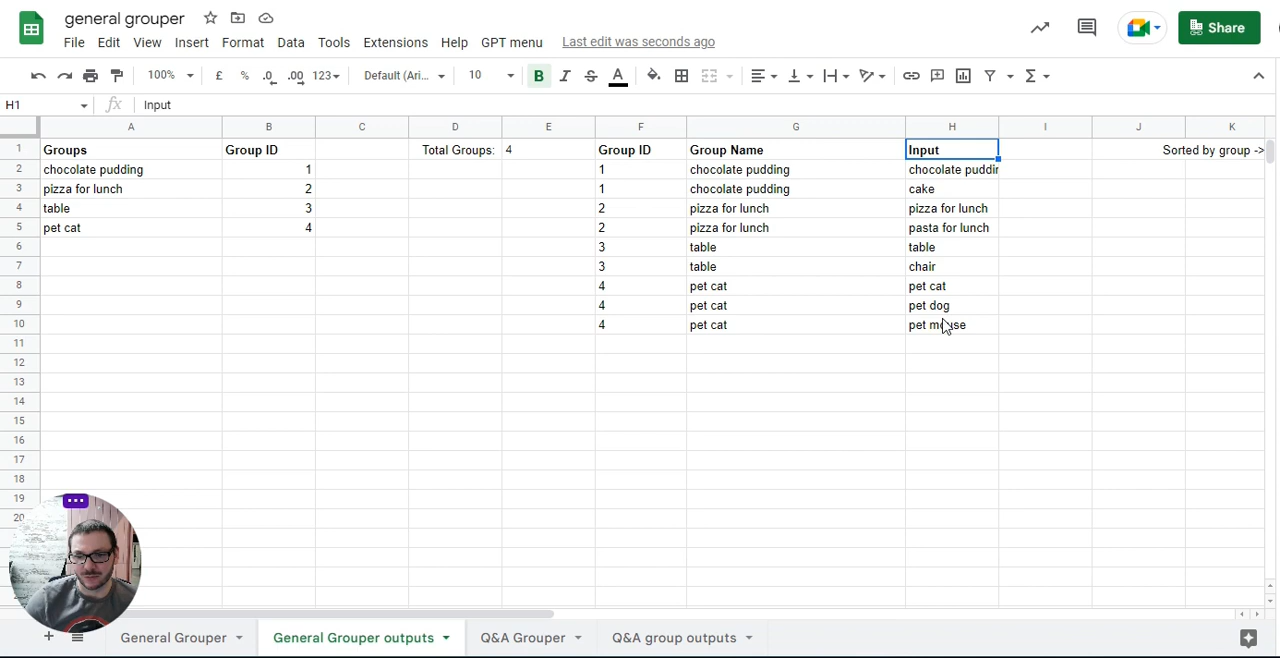 general grouper
File Edit View Insert Format Data Tools Extensions Help GPT menu Last edit was seconds ago
Share
100% £ % .0 .00 123 Default (Ari... 10 B I S A Σ
H1 fx Input
A B C D E F G H I J K
1 Groups Group ID Total Groups: 4 Group ID Group Name Input Sorted by group ->
2 chocolate pudding 1 1 chocolate pudding chocolate puddin
3 pizza for lunch 2 1 chocolate pudding cake
4 table 3 2 pizza for lunch pizza for lunch
5 pet cat 4 2 pizza for lunch pasta for lunch
6 3 table table
7 3 table chair
8 4 pet cat pet cat
9 4 pet cat pet dog
10 4 pet cat pet mouse
11
12
13
14
15
16
17
18
19
20
General Grouper General Grouper outputs Q&A Grouper Q&A group outputs